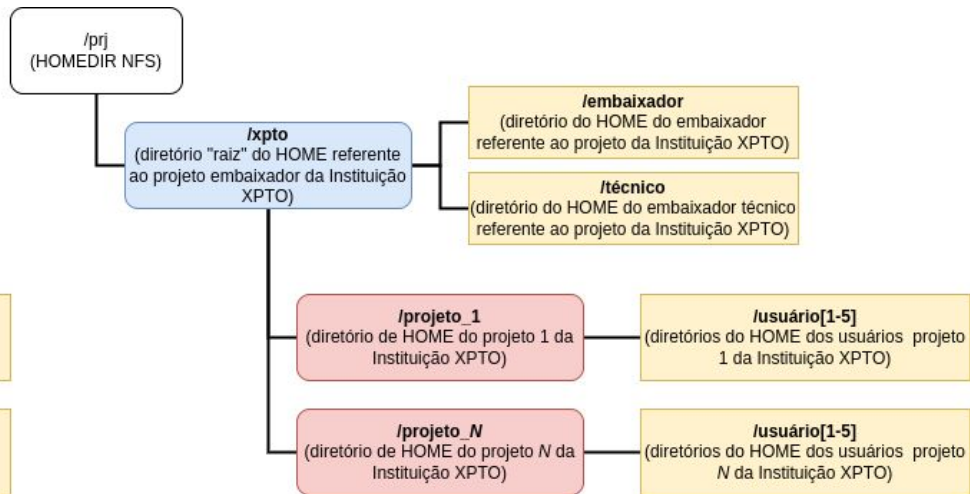 /prj
(HOMEDIR NFS)
/xpto
(diretório "raiz" do HOME referente
ao projeto embaixador da Instituição
XPTO)
/embaixador
(diretório do HOME do embaixador
referente ao projeto da Instituição XPTO)
/técnico
(diretório do HOME do embaixador técnico
referente ao projeto da Instituição XPTO)
/projeto_1
(diretório de HOME do projeto 1 da
Instituição XPTO)
/usuário[1-5]
(diretórios do HOME dos usuários projeto
1 da Instituição XPTO)
/projeto_N
(diretório de HOME do projeto N da
Instituição XPTO)
/usuário[1-5]
(diretórios do HOME dos usuários projeto
N da Instituição XPTO)